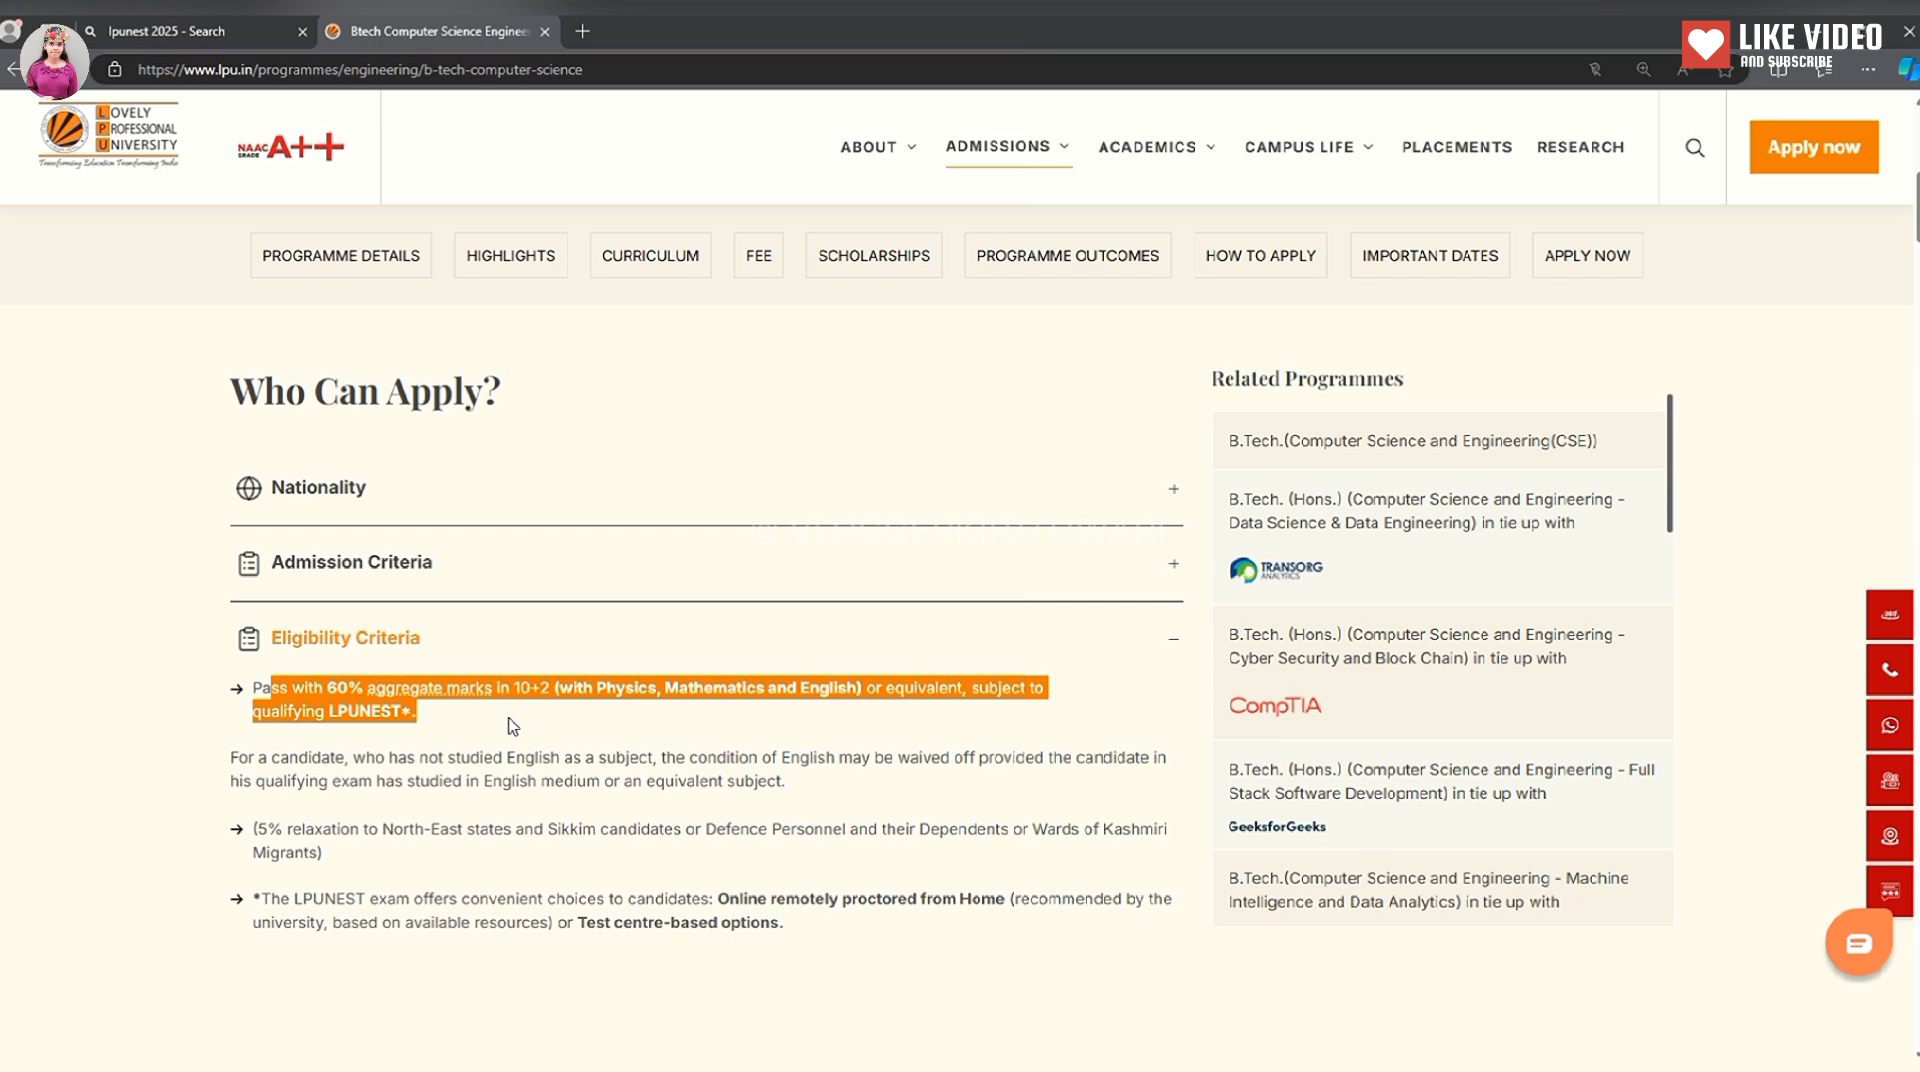 lpunest 2025 - Search
Btech Computer Science Enginee
LIKE VIDEO
AND SUBSCRIBE
https://www.lpu.in/programmes/engineering/b-tech-computer-science
LOVELY
PROFESSIONAL
UNIVERSITY
Transforming Education Transforming India
NAAC
GRADE
A++
ABOUT
ADMISSIONS
ACADEMICS
CAMPUS LIFE
PLACEMENTS
RESEARCH
Apply now
PROGRAMME DETAILS
HIGHLIGHTS
CURRICULUM
FEE
SCHOLARSHIPS
PROGRAMME OUTCOMES
HOW TO APPLY
IMPORTANT DATES
APPLY NOW
Who Can Apply?
Nationality
Admission Criteria
Eligibility Criteria
Pass with 60% aggregate marks in 10+2 (with Physics, Mathematics and English) or equivalent, subject to
qualifying LPUNEST*.
For a candidate, who has not studied English as a subject, the condition of English may be waived off provided the candidate in
his qualifying exam has studied in English medium or an equivalent subject.
(5% relaxation to North-East states and Sikkim candidates or Defence Personnel and their Dependents or Wards of Kashmiri
Migrants)
*The LPUNEST exam offers convenient choices to candidates: Online remotely proctored from Home (recommended by the
university, based on available resources) or Test centre-based options.
Related Programmes
B.Tech.(Computer Science and Engineering(CSE))
B.Tech. (Hons.) (Computer Science and Engineering -
Data Science & Data Engineering) in tie up with
TRANSORG
ANALYTICS
B.Tech. (Hons.) (Computer Science and Engineering -
Cyber Security and Block Chain) in tie up with
CompTIA
B.Tech. (Hons.) (Computer Science and Engineering - Full
Stack Software Development) in tie up with
GeeksforGeeks
B.Tech.(Computer Science and Engineering - Machine
Intelligence and Data Analytics) in tie up with
360°